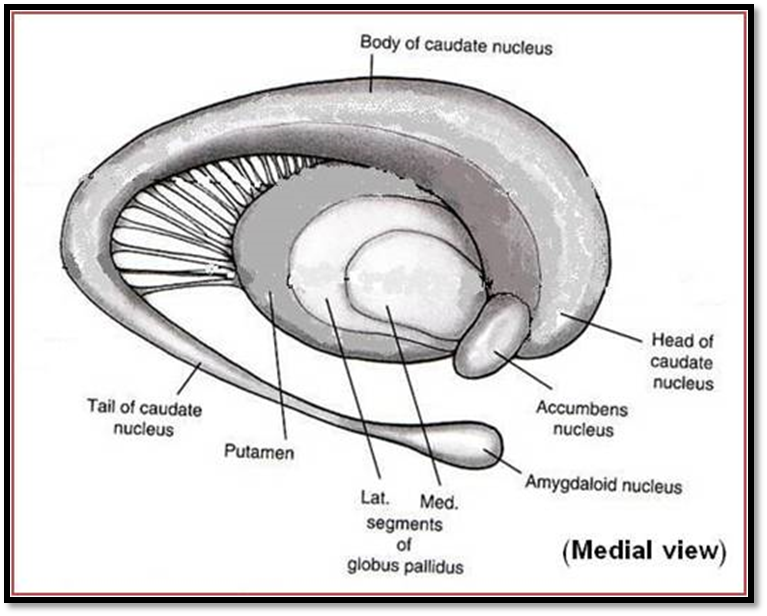 Body of caudate nucleus
Head of
caudate
nucleus
Accumbens
nucleus
Tail of caudate
nucleus
Putamen
Amygdaloid nucleus
Lat. Med.
segments
of
globus pallidus
(Medial view)